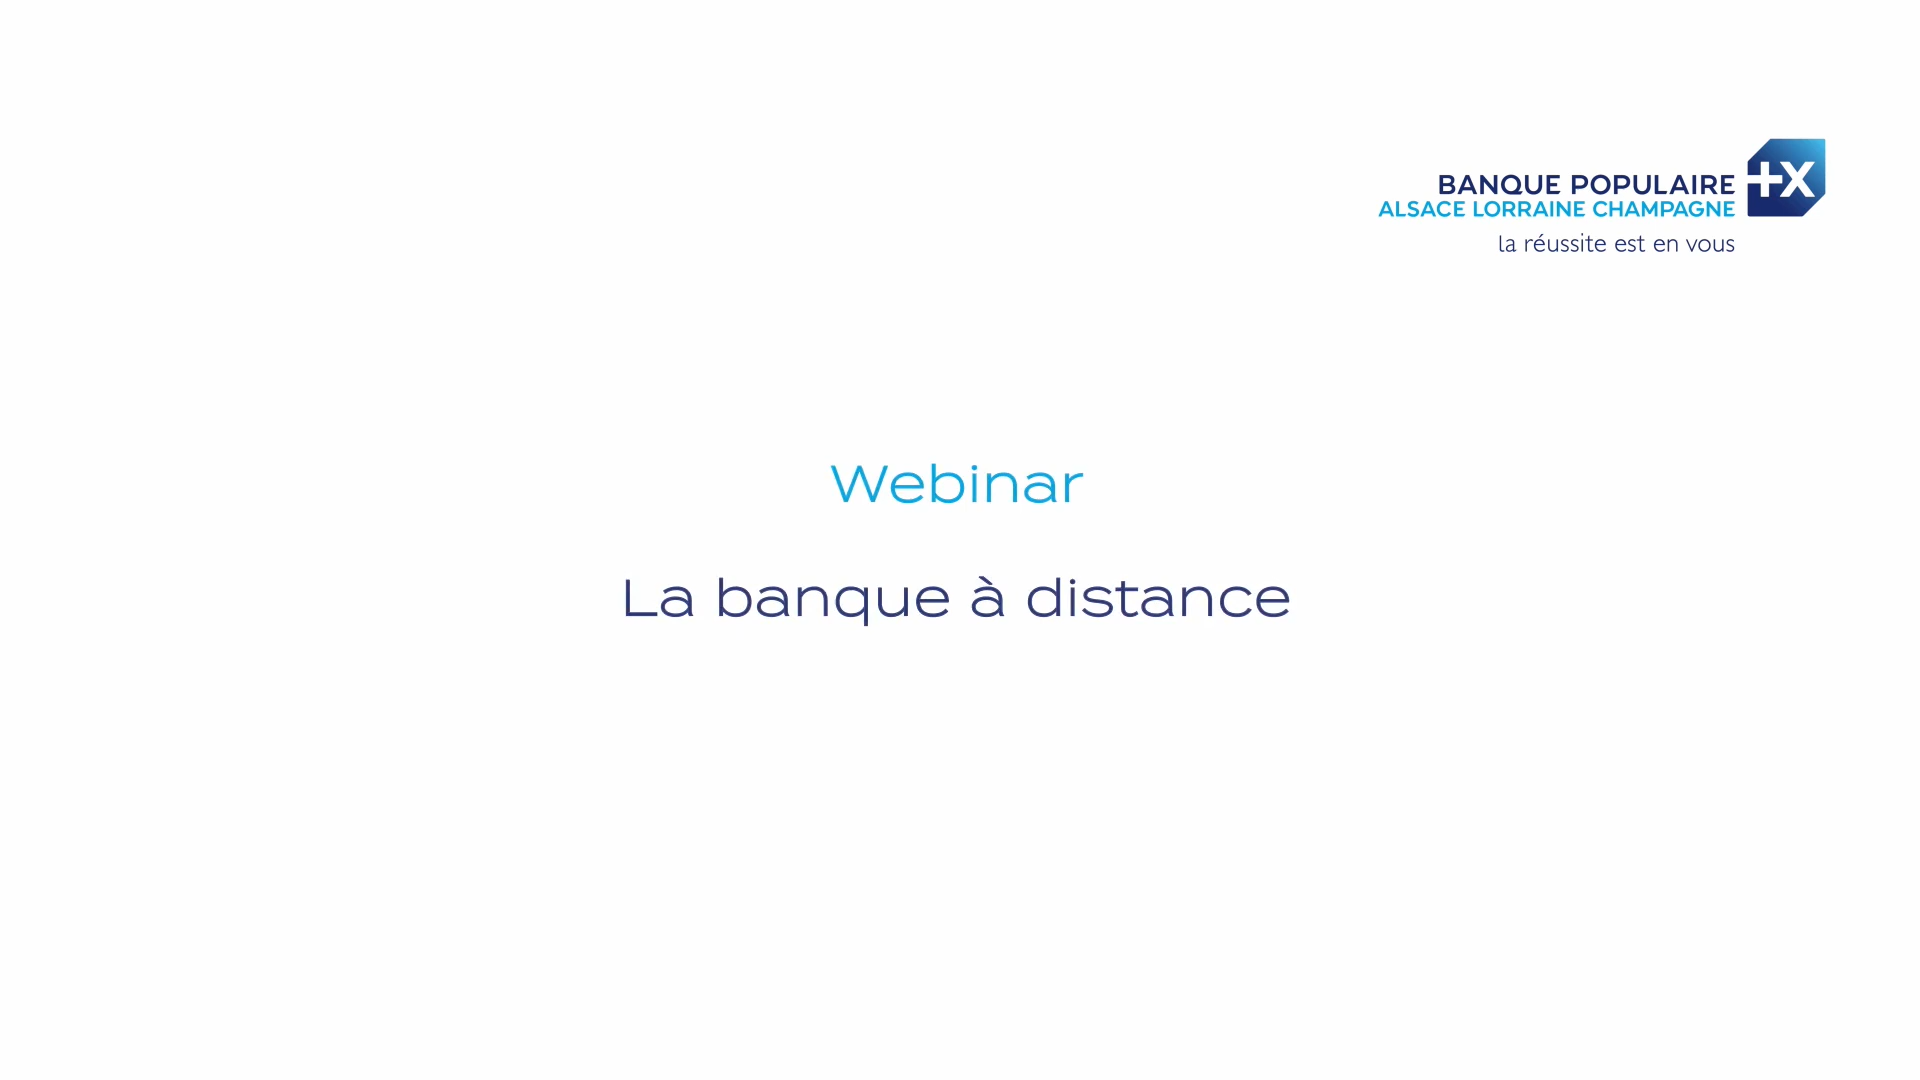 BANQUE POPULAIRE
ALSACE LORRAINE CHAMPAGNE
la réussite est en vous
Webinar
La banque à distance